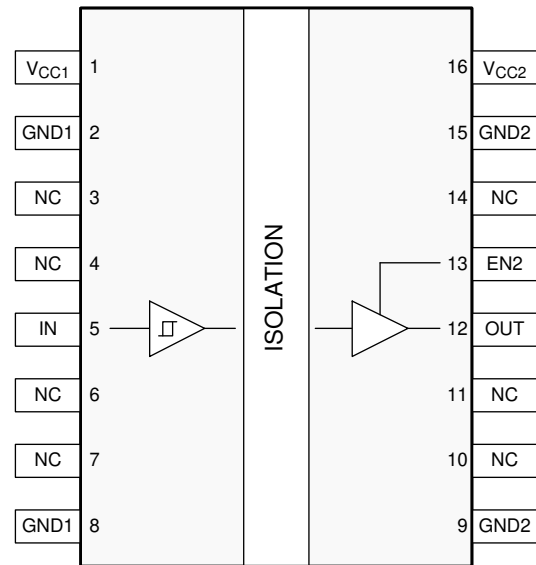 VCC1 1 16 VCC2
GND1 2 15 GND2
NC 3 14 NC
NC 4 13 EN2
IN 5 12 OUT
NC 6 11 NC
NC 7 10 NC
GND1 8 9 GND2
ISOLATION